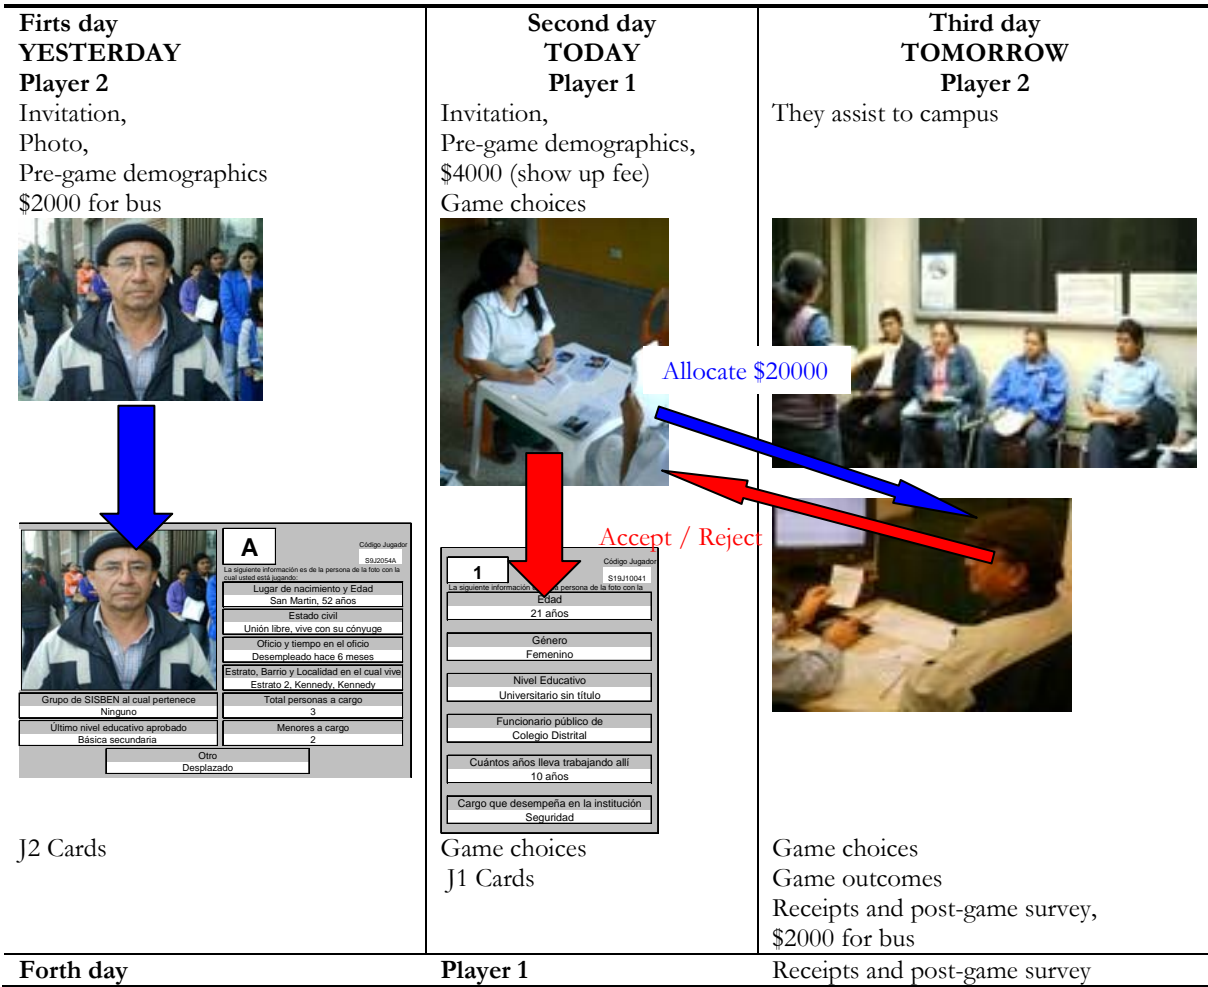 Firts day
YESTERDAY
Player 2
Invitation,
Photo,
Pre-game demographics
$2000 for bus
A
Código Jugador
S9J2054A
La siguiente información es de la persona de la foto con la
cual usted está jugando:
Lugar de nacimiento y Edad
San Martin, 52 años
Estado civil
Unión libre, vive con su cónyuge
Oficio y tiempo en el oficio
Desempleado hace 6 meses
Estrato, Barrio y Localidad en el cual vive
Estrato 2, Kennedy, Kennedy
Grupo de SISBEN al cual pertenece
Ninguno
Total personas a cargo
3
Último nivel educativo aprobado
Básica secundaria
Menores a cargo
2
Otro
Desplazado
J2 Cards
Second day
TODAY
Player 1
Invitation,
Pre-game demographics,
$4000 (show up fee)
Game choices
Allocate $20000
Accept / Reject
1
Código Jugador
S19J10041
La siguiente información persona de la foto con la
Edad
21 años
Género
Femenino
Nivel Educativo
Universitario sin título
Funcionario público de
Colegio Distrital
Cuántos años lleva trabajando allí
10 años
Cargo que desempeña en la institución
Seguridad
Game choices
J1 Cards
Third day
TOMORROW
Player 2
They assist to campus
Game choices
Game outcomes
Receipts and post-game survey,
$2000 for bus
Forth day
Player 1
Receipts and post-game survey